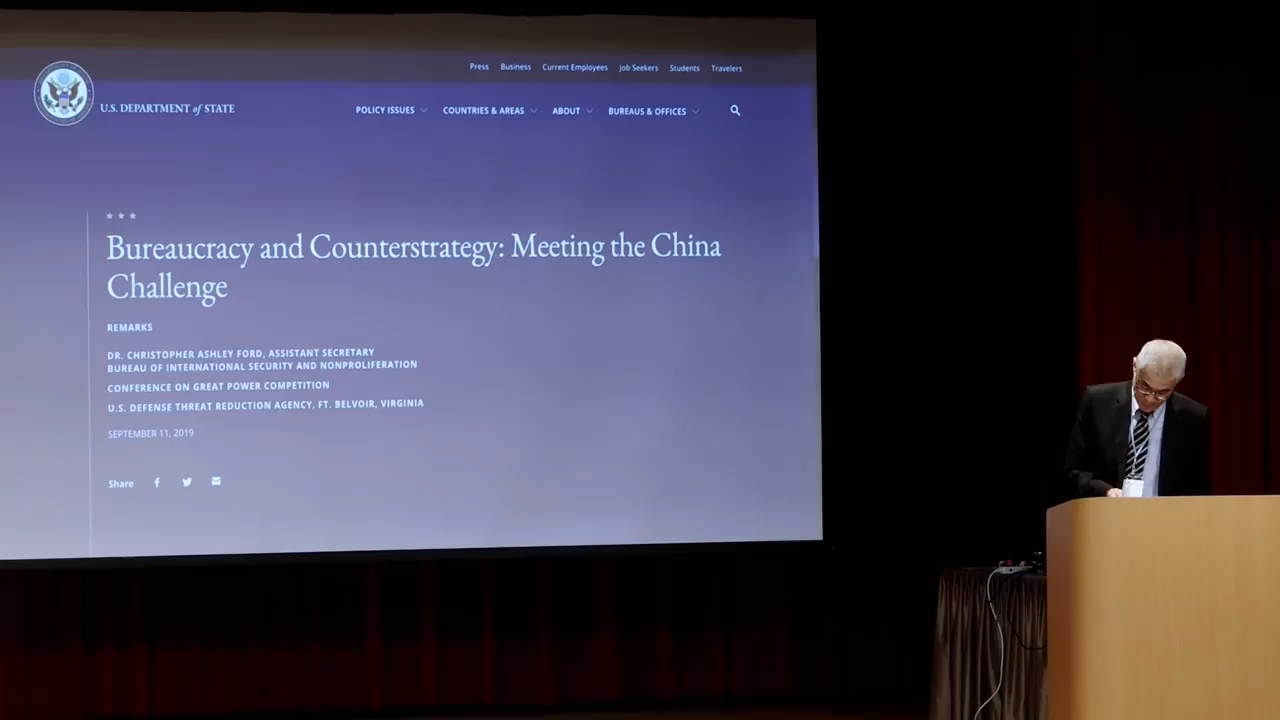 Press Business Current Employees Job Seekers Students Travelers
U.S. DEPARTMENT of STATE
POLICY ISSUES COUNTRIES & AREAS ABOUT BUREAUS & OFFICES
Bureaucracy and Counterstrategy: Meeting the China
Challenge
REMARKS
DR. CHRISTOPHER ASHLEY FORD, ASSISTANT SECRETARY
BUREAU OF INTERNATIONAL SECURITY AND NONPROLIFERATION
CONFERENCE ON GREAT POWER COMPETITION
U.S. DEFENSE THREAT REDUCTION AGENCY, FT. BELVOIR, VIRGINIA
SEPTEMBER 11, 2019
Share